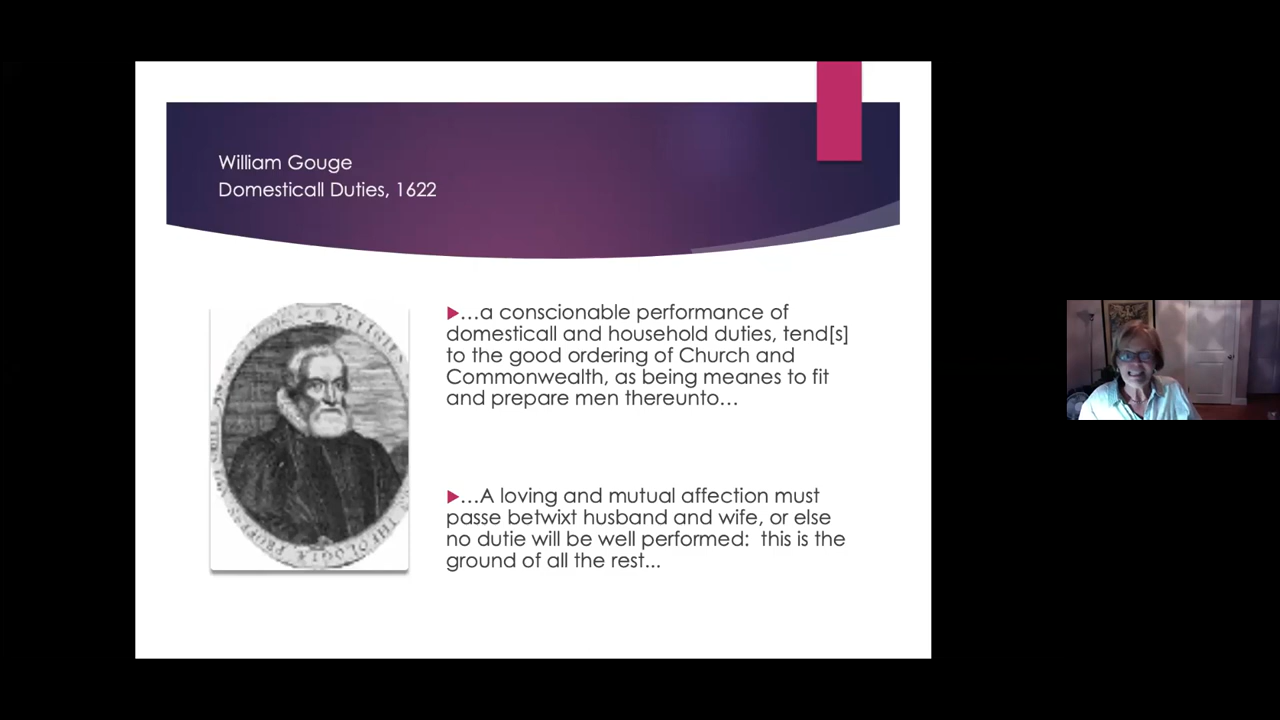 William Gouge
Domesticall Duties, 1622
…a conscionable performance of
domesticall and household duties, tend[s]
to the good ordering of Church and
Commonwealth, as being meanes to fit
and prepare men thereunto…
…A loving and mutual affection must
passe betwixt husband and wife, or else
no dutie will be well performed:  this is the
ground of all the rest...